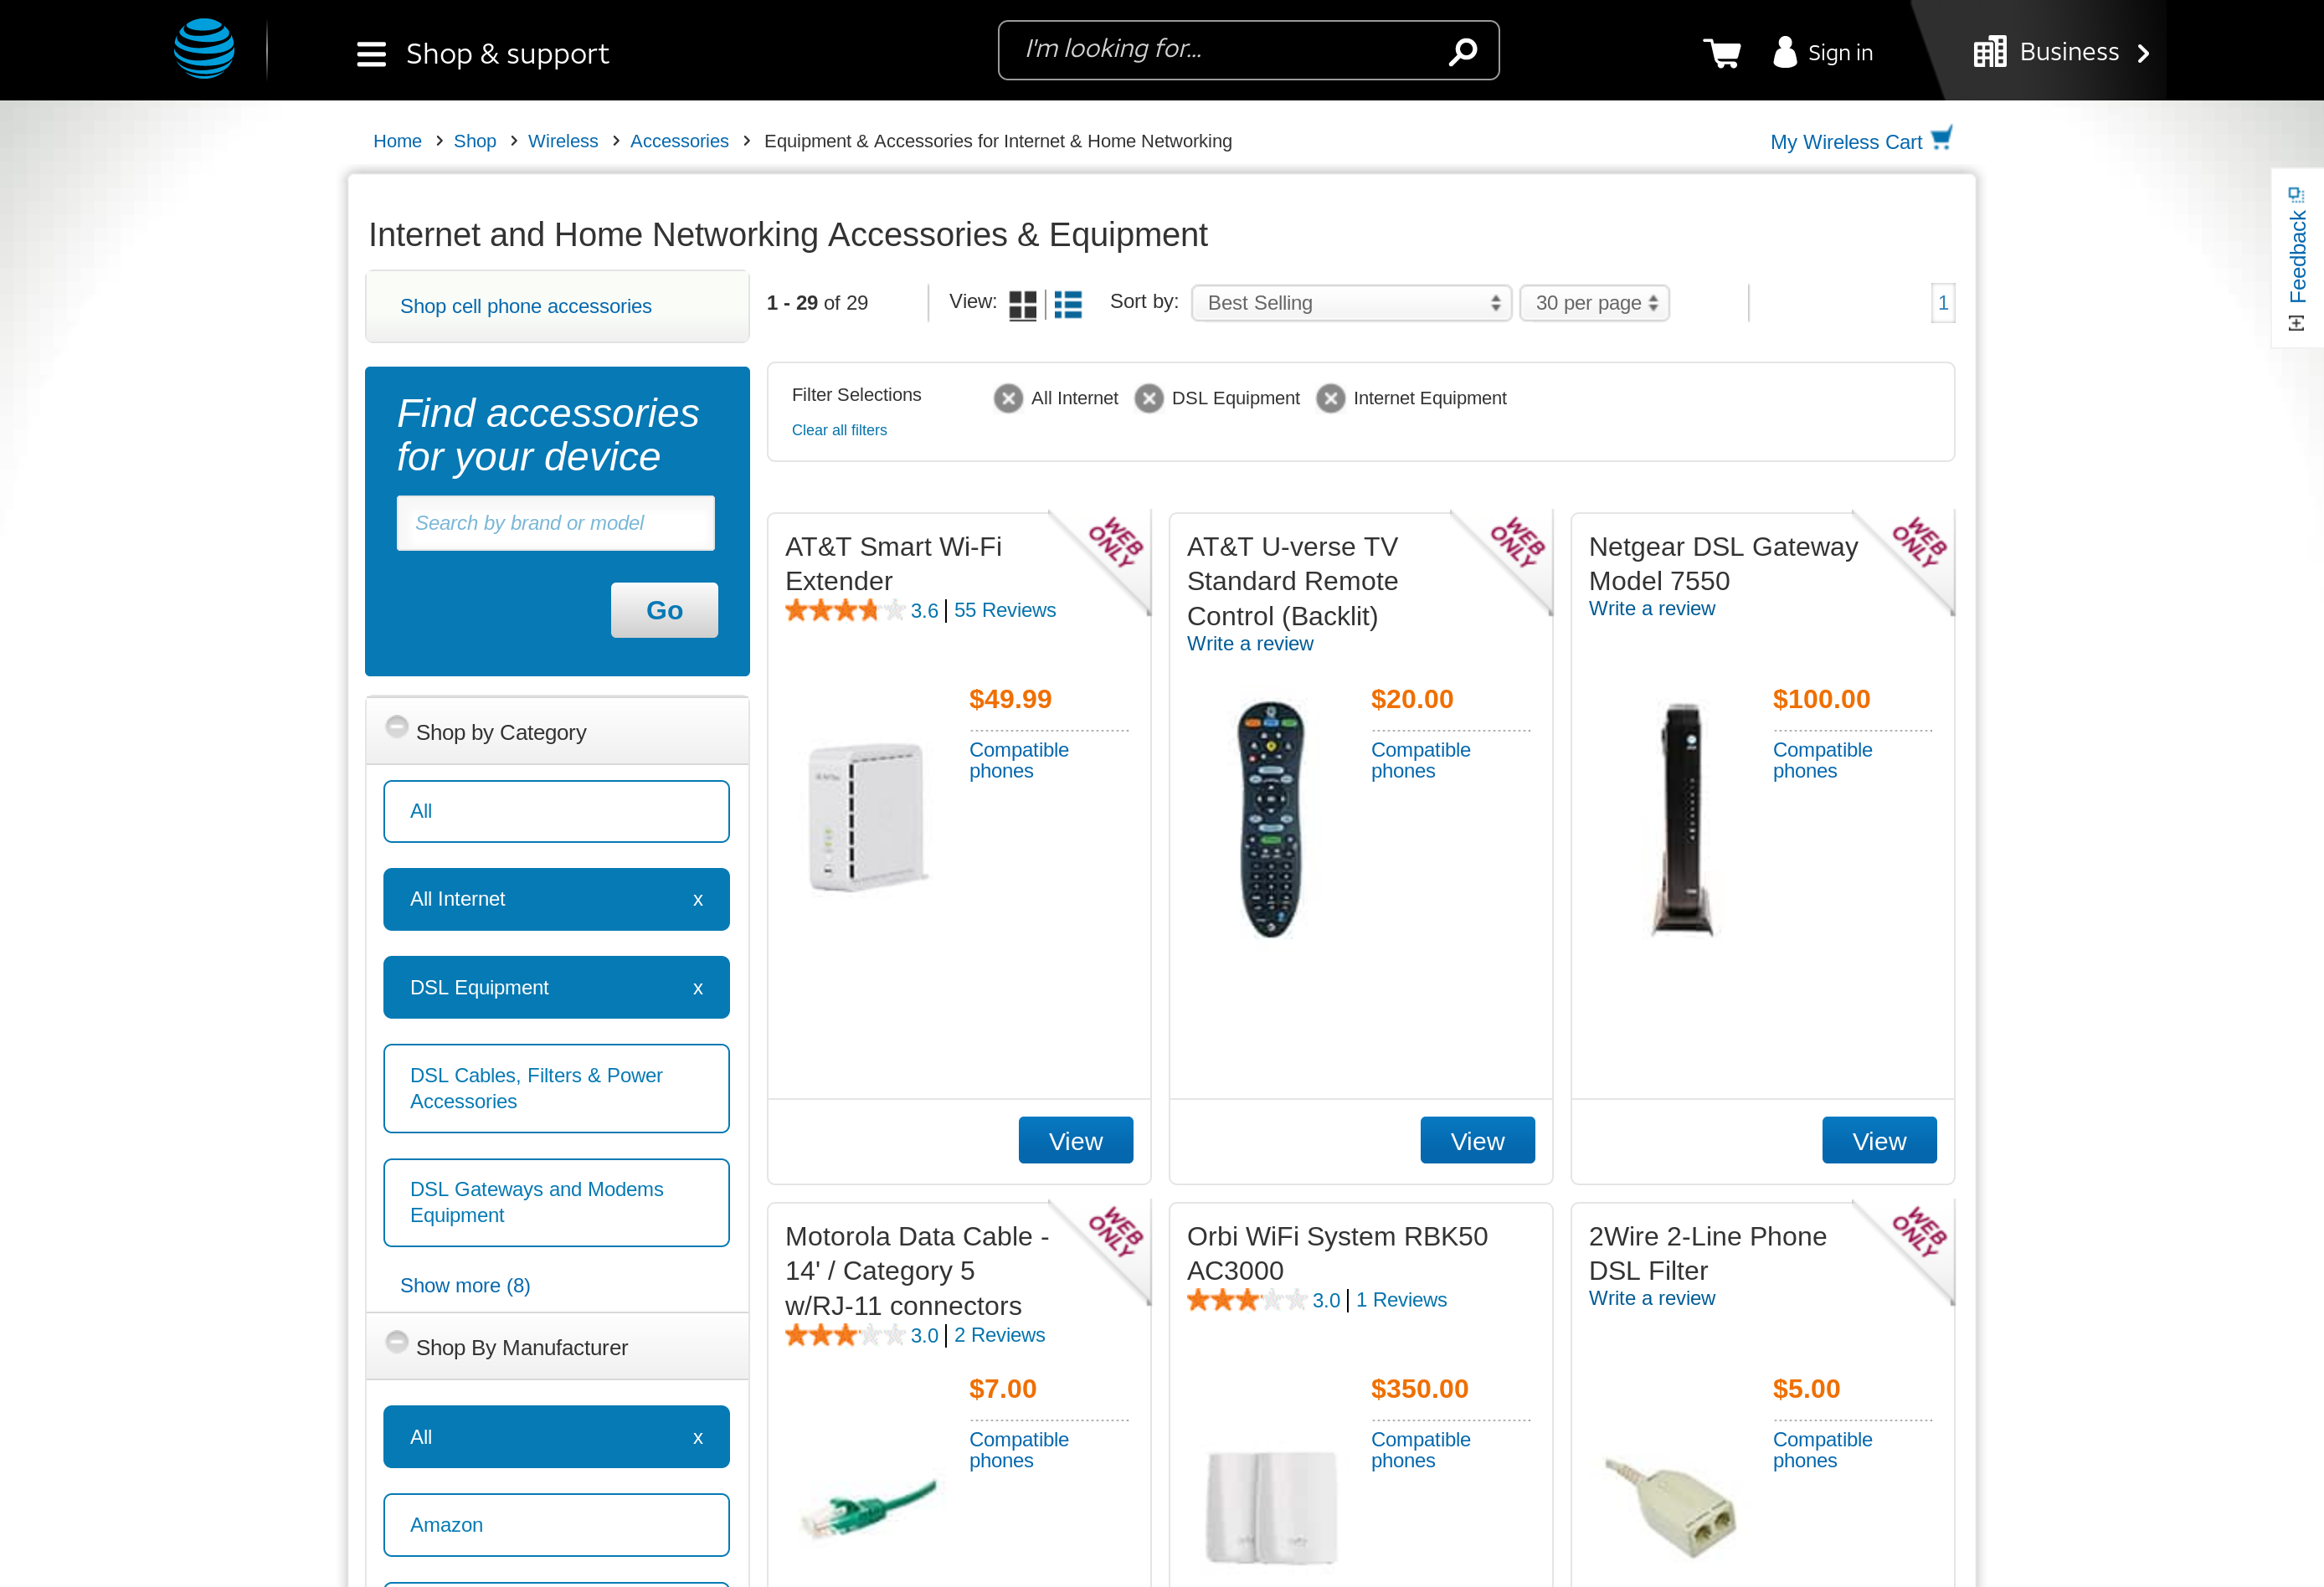 Shop & support
I'm looking for...
Sign in
Business
Home
Shop
Wireless
Accessories
Equipment & Accessories for Internet & Home Networking
My Wireless Cart
Feedback
[+]
Internet and Home Networking Accessories & Equipment
Shop cell phone accessories
1 - 29 of 29
View:
Sort by:
Best Selling
30 per page
1
Find accessories
for your device
Search by brand or model
Go
Filter Selections
All Internet
DSL Equipment
Internet Equipment
Clear all filters
Shop by Category
All
All Internet x
DSL Equipment x
DSL Cables, Filters & Power
Accessories
DSL Gateways and Modems
Equipment
Show more (8)
Shop By Manufacturer
All x
Amazon
WEB
ONLY
AT&T Smart Wi-Fi
Extender
3.6 | 55 Reviews
$49.99
Compatible
phones
View
WEB
ONLY
AT&T U-verse TV
Standard Remote
Control (Backlit)
Write a review
$20.00
Compatible
phones
View
WEB
ONLY
Netgear DSL Gateway
Model 7550
Write a review
$100.00
Compatible
phones
View
WEB
ONLY
Motorola Data Cable -
14' / Category 5
w/RJ-11 connectors
3.0 | 2 Reviews
$7.00
Compatible
phones
Orbi WiFi System RBK50
AC3000
3.0 | 1 Reviews
$350.00
Compatible
phones
WEB
ONLY
2Wire 2-Line Phone
DSL Filter
Write a review
$5.00
Compatible
phones